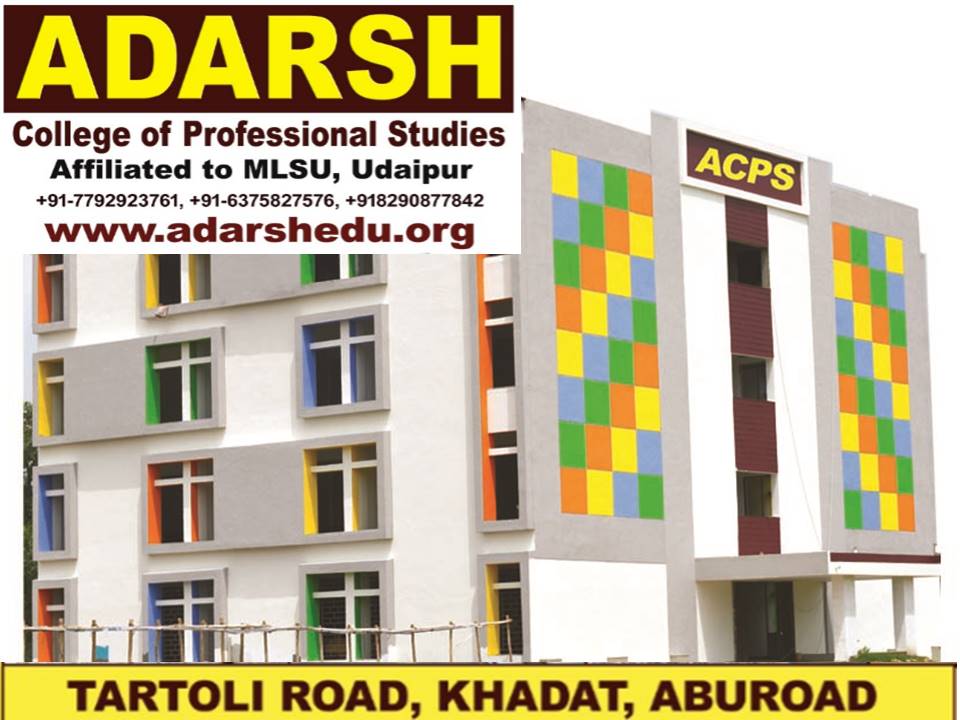 ADARSH
College of Professional Studies
Affiliated to MLSU, Udaipur
+91-7792923761, +91-6375827576, +918290877842
www.adarshedu.org
ACPS
TARTOLI ROAD, KHADAT, ABUROAD